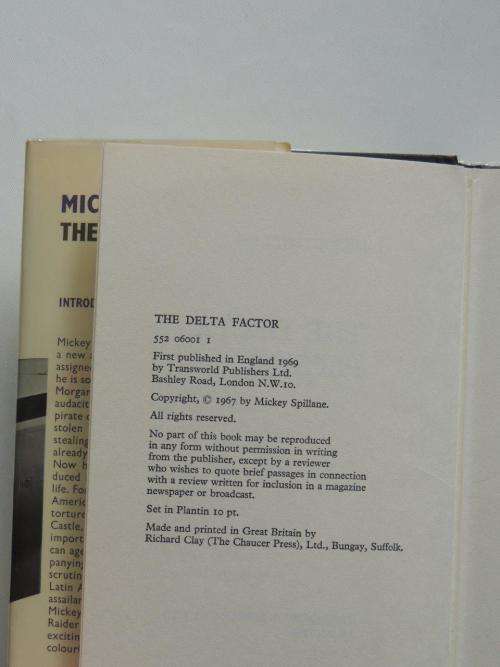 MIC
THE
INTROD
Mickey
a new a
assigne
he is so
Morgan
audacit
pirate o
stolen
stealing
already
Now h
duced
life. Fo
Americ
torture
Castle,
import
can age
panying
scrutin
Latin A
assailan
Mickey
Raider
excitin
colour
THE DELTA FACTOR
552 06001 1
First published in England 1969
by Transworld Publishers Ltd.
Bashley Road, London N.W.10.
Copyright, © 1967 by Mickey Spillane.
All rights reserved.
No part of this book may be reproduced
in any form without permission in writing
from the publisher, except by a reviewer
who wishes to quote brief passages in connection
with a review written for inclusion in a magazine
newspaper or broadcast.
Set in Plantin 10 pt.
Made and printed in Great Britain by
Richard Clay (The Chaucer Press), Ltd., Bungay, Suffolk.